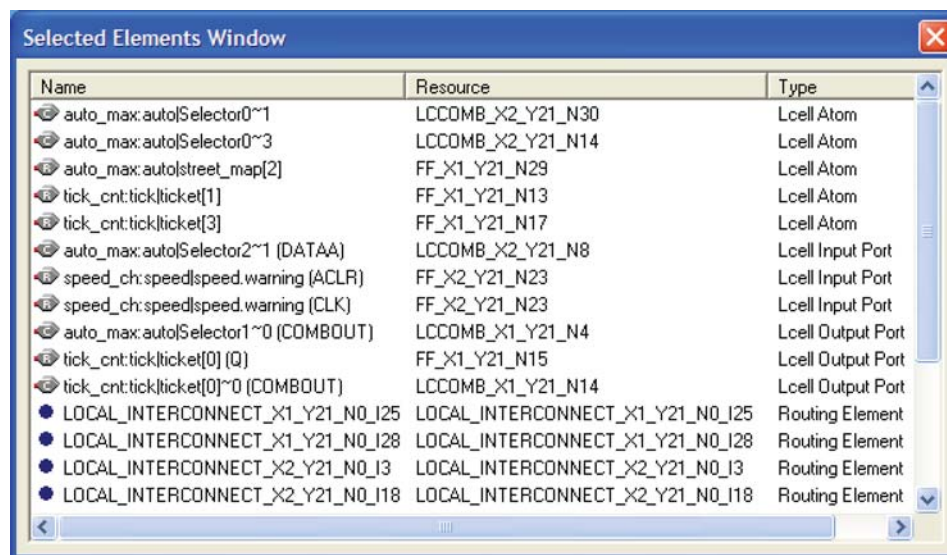 Selected Elements Window
Name Resource Type
auto_max:auto|Selector0~1 LCCOMB_X2_Y21_N30 Lcell Atom
auto_max:auto|Selector0~3 LCCOMB_X2_Y21_N14 Lcell Atom
auto_max:auto|street_map[2] FF_X1_Y21_N29 Lcell Atom
tick_cnt:tick|ticket[1] FF_X1_Y21_N13 Lcell Atom
tick_cnt:tick|ticket[3] FF_X1_Y21_N17 Lcell Atom
auto_max:auto|Selector2~1 (DATAA) LCCOMB_X2_Y21_N8 Lcell Input Port
speed_ch:speed|speed.warning (ACLR) FF_X2_Y21_N23 Lcell Input Port
speed_ch:speed|speed.warning (CLK) FF_X2_Y21_N23 Lcell Input Port
auto_max:auto|Selector1~0 (COMBOUT) LCCOMB_X1_Y21_N4 Lcell Output Port
tick_cnt:tick|ticket[0] (Q) FF_X1_Y21_N15 Lcell Output Port
tick_cnt:tick|ticket[0]~0 (COMBOUT) LCCOMB_X1_Y21_N14 Lcell Output Port
LOCAL_INTERCONNECT_X1_Y21_N0_I25 LOCAL_INTERCONNECT_X1_Y21_N0_I25 Routing Element
LOCAL_INTERCONNECT_X1_Y21_N0_I28 LOCAL_INTERCONNECT_X1_Y21_N0_I28 Routing Element
LOCAL_INTERCONNECT_X2_Y21_N0_I3 LOCAL_INTERCONNECT_X2_Y21_N0_I3 Routing Element
LOCAL_INTERCONNECT_X2_Y21_N0_I18 LOCAL_INTERCONNECT_X2_Y21_N0_I18 Routing Element